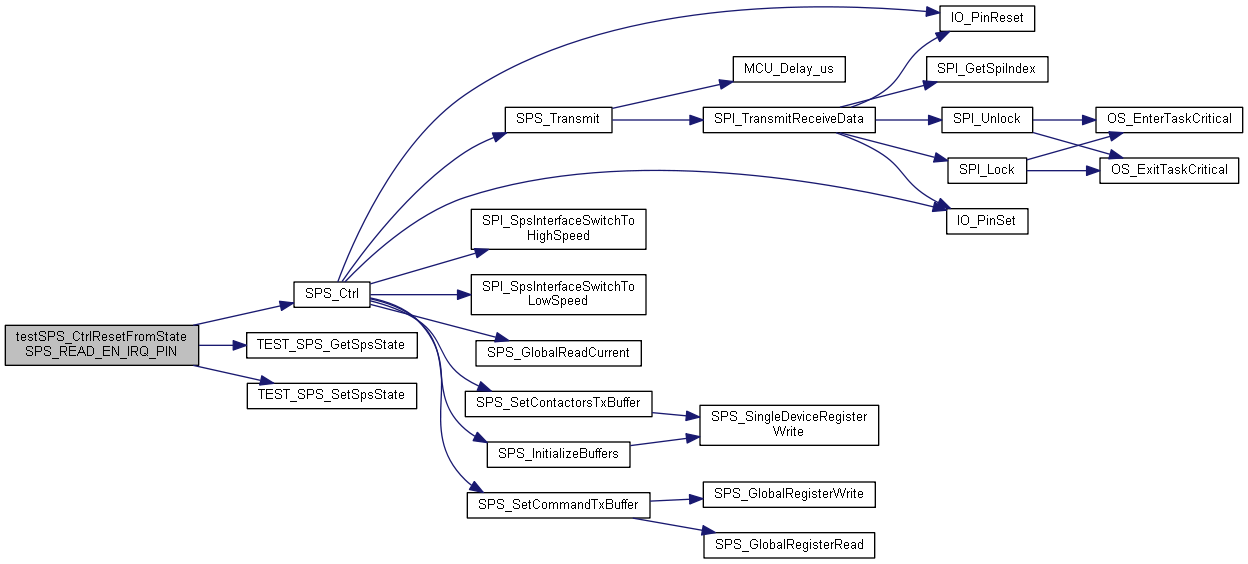 IO_PinReset
MCU_Delay_us
SPI_GetSpiIndex
SPS_Transmit
SPI_TransmitReceiveData
SPI_Unlock
OS_EnterTaskCritical
SPI_Lock
OS_ExitTaskCritical
IO_PinSet
SPI_SpsInterfaceSwitchTo
HighSpeed
SPS_Ctrl
SPI_SpsInterfaceSwitchTo
LowSpeed
testSPS_CtrlResetFromState
SPS_READ_EN_IRQ_PIN
TEST_SPS_GetSpsState
SPS_GlobalReadCurrent
TEST_SPS_SetSpsState
SPS_SetContactorsTxBuffer
SPS_SingleDeviceRegister
Write
SPS_InitializeBuffers
SPS_SetCommandTxBuffer
SPS_GlobalRegisterWrite
SPS_GlobalRegisterRead